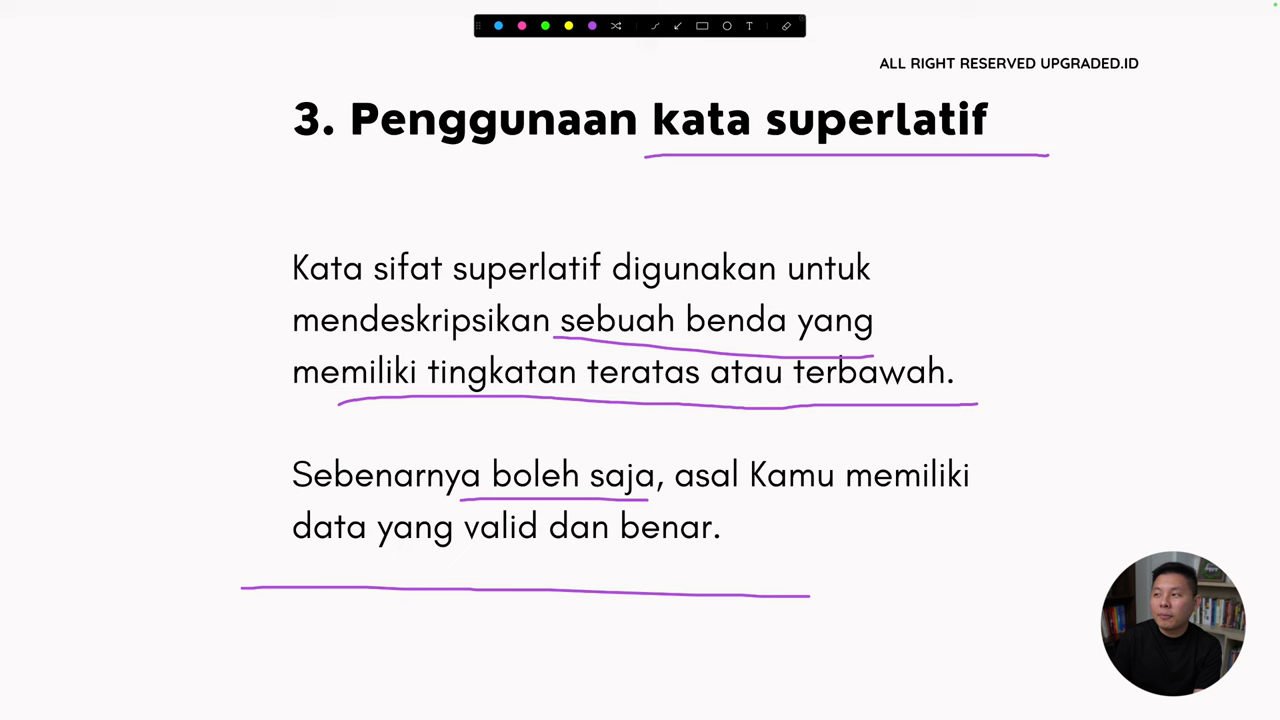 T
ALL RIGHT RESERVED UPGRADED.ID
3. Penggunaan kata superlatif
Kata sifat superlatif digunakan untuk
mendeskripsikan sebuah benda yang
memiliki tingkatan teratas atau terbawah.
Sebenarnya boleh saja, asal Kamu memiliki
data yang valid dan benar.